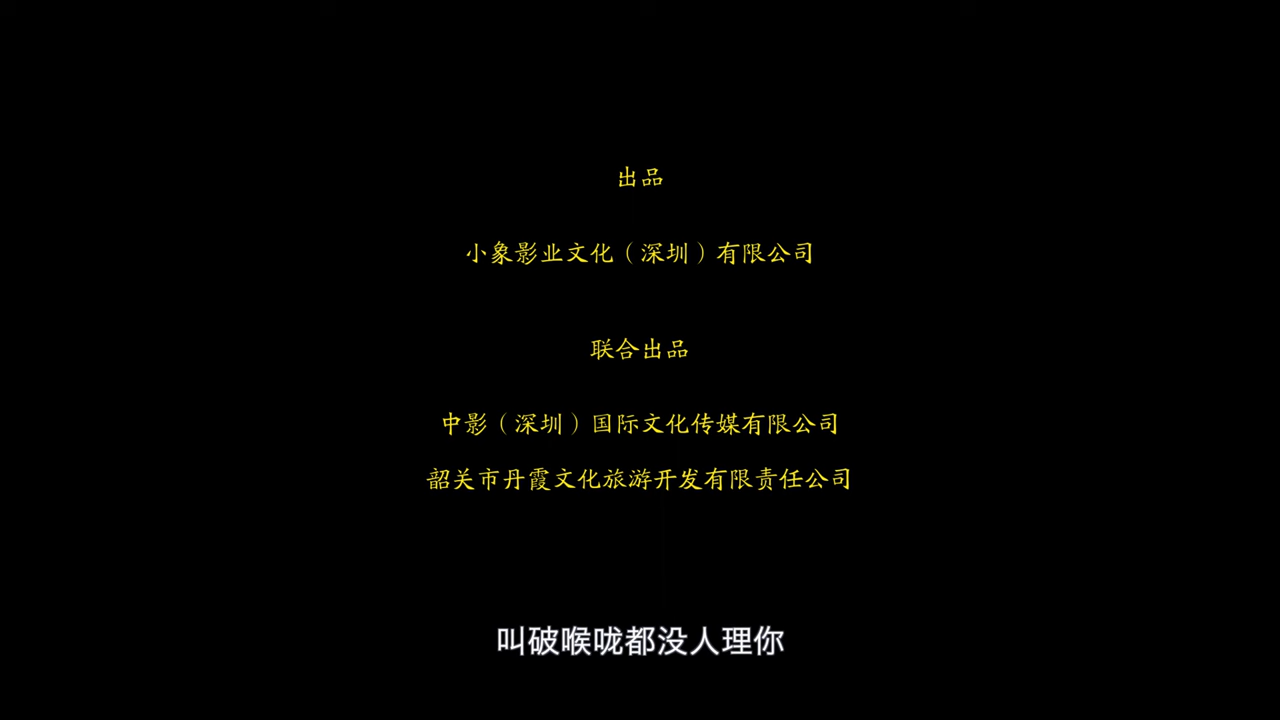 出品
小象影业文化（深圳）有限公司
联合出品
中影（深圳）国际文化传媒有限公司
韶关市丹霞文化旅游开发有限责任公司
叫破喉咙都没人理你